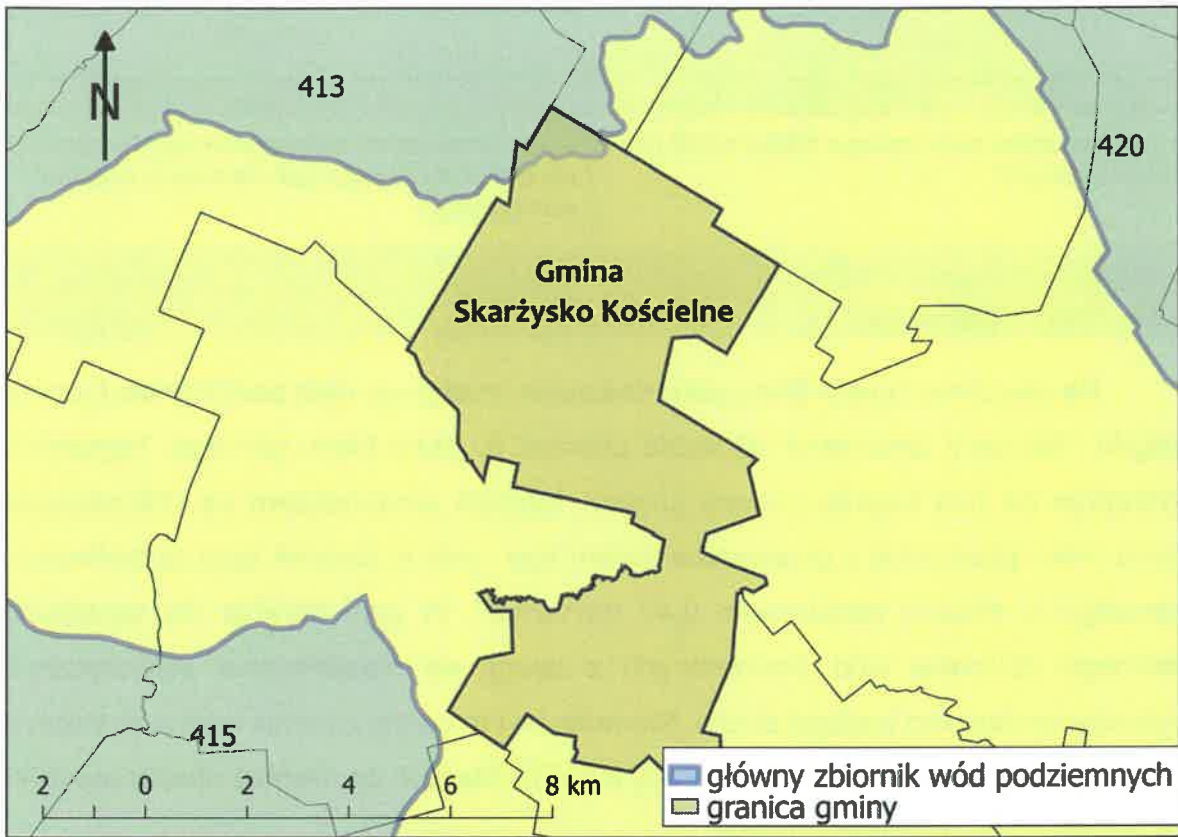 413
N
420
Gmina
Skarżysko Kościelne
415
2 0 2 4 6 8 km
główny zbiornik wód podziemnych
granica gminy